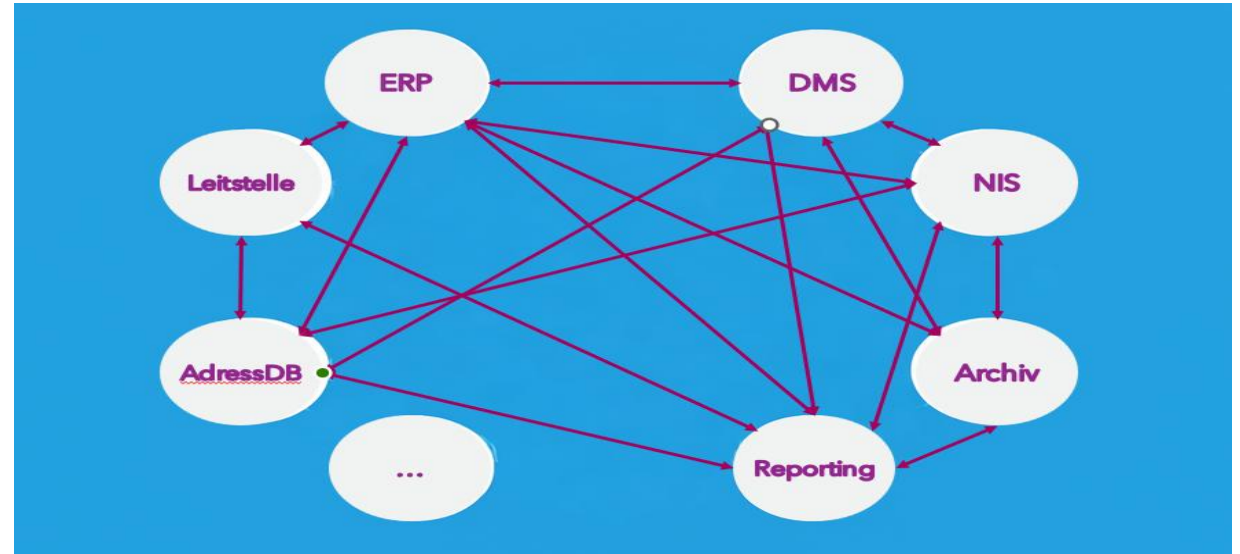 ERP
DMS
Leitstelle
NIS
AdressDB
Archiv
Reporting
...